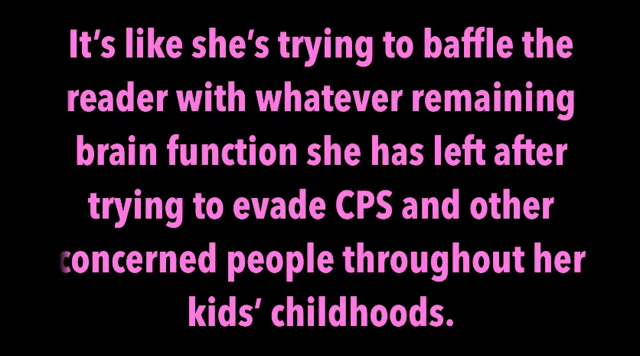 It’s like she’s trying to baffle the
reader with whatever remaining
brain function she has left after
trying to evade CPS and other
concerned people throughout her
kids’ childhoods.